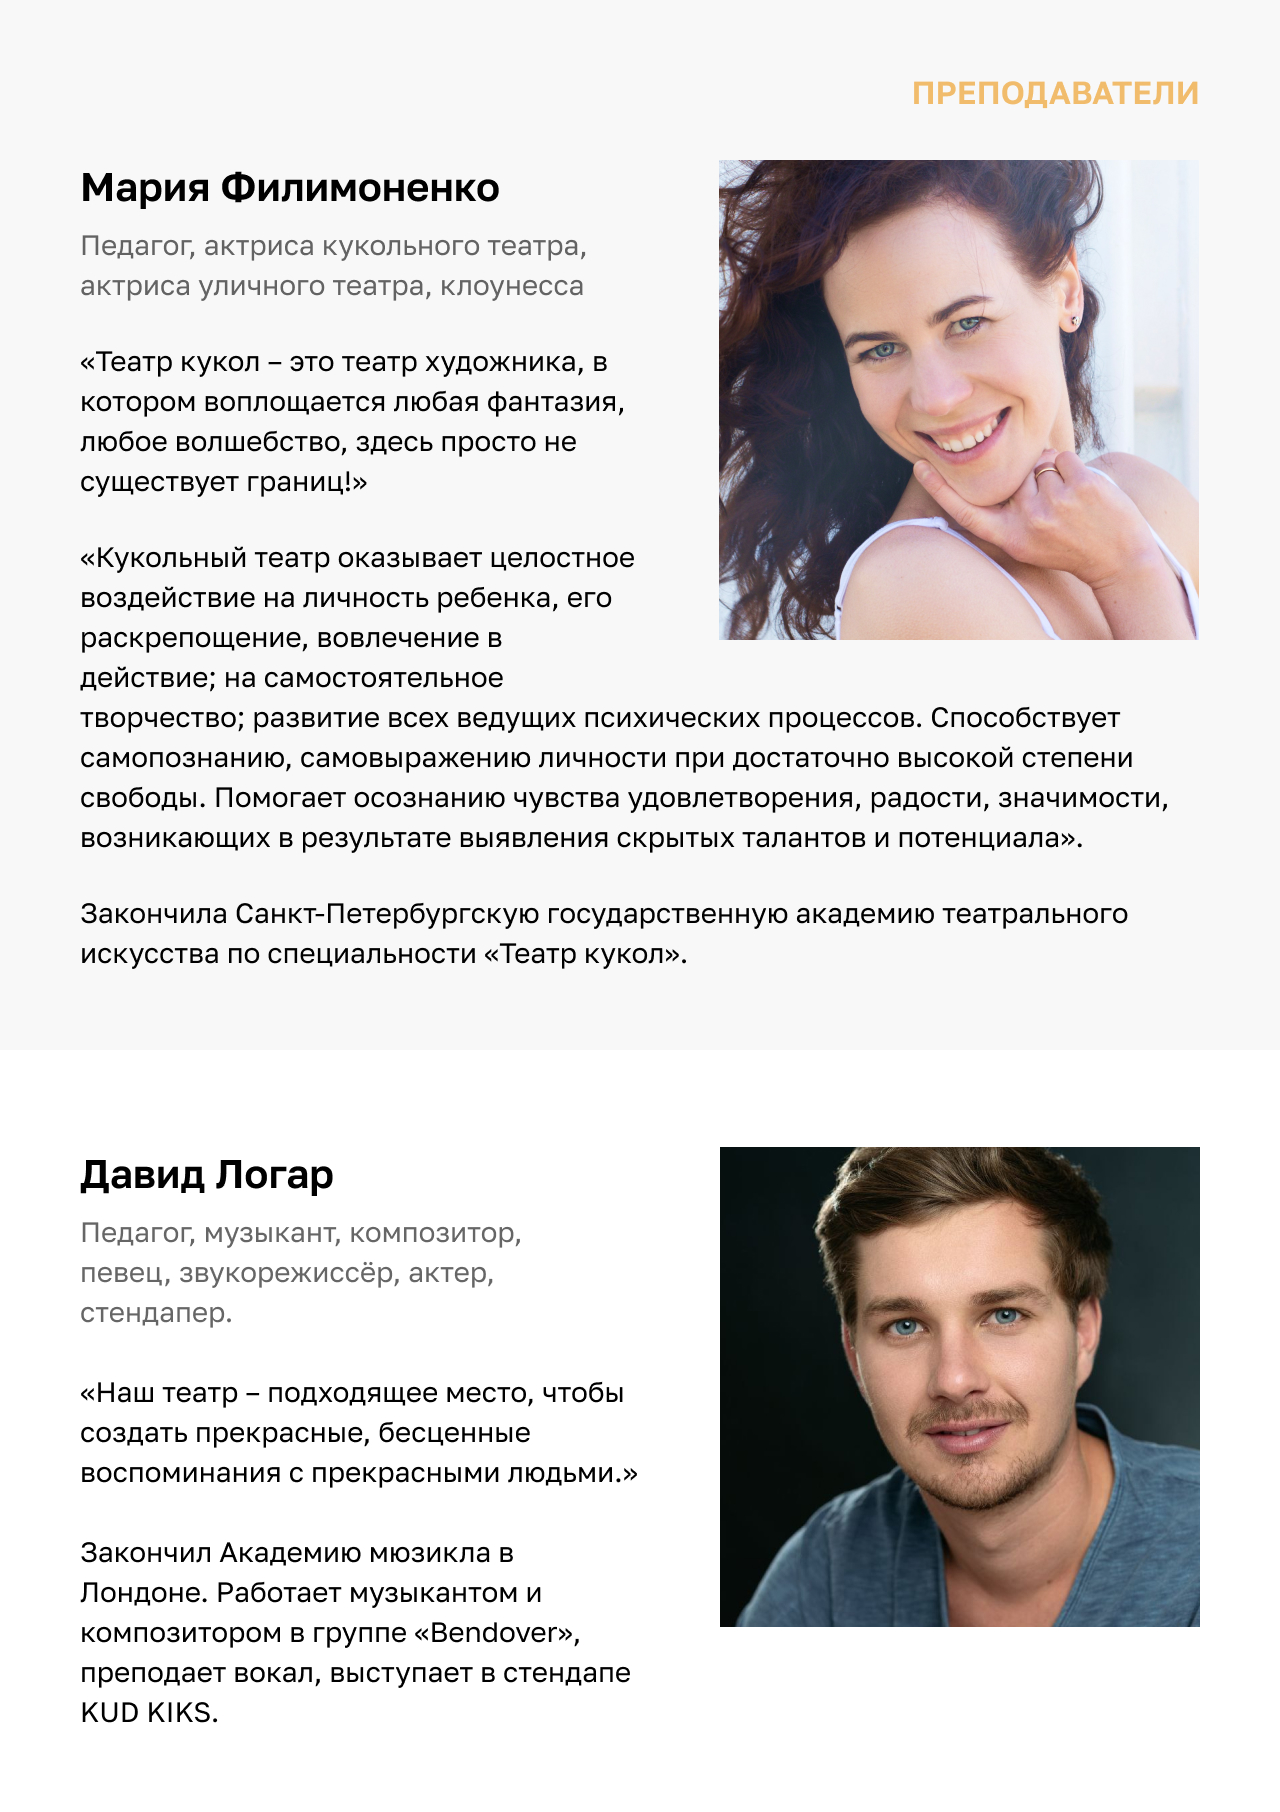 ПРЕПОДАВАТЕЛИ
Мария Филимоненко
Педагог, актриса кукольного театра,
актриса уличного театра, клоунесса
«Театр кукол – это театр художника, в
котором воплощается любая фантазия,
любое волшебство, здесь просто не
существует границ!»
«Кукольный театр оказывает целостное
воздействие на личность ребенка, его
раскрепощение, вовлечение в
действие; на самостоятельное
творчество; развитие всех ведущих психических процессов. Способствует
самопознанию, самовыражению личности при достаточно высокой степени
свободы. Помогает осознанию чувства удовлетворения, радости, значимости,
возникающих в результате выявления скрытых талантов и потенциала».
Закончила Санкт-Петербургскую государственную академию театрального
искусства по специальности «Театр кукол».
Давид Логар
Педагог, музыкант, композитор,
певец, звукорежиссёр, актер,
стендапер.
«Наш театр – подходящее место, чтобы
создать прекрасные, бесценные
воспоминания с прекрасными людьми.»
Закончил Академию мюзикла в
Лондоне. Работает музыкантом и
композитором в группе «Bendover»,
преподает вокал, выступает в стендапе
KUD KIKS.